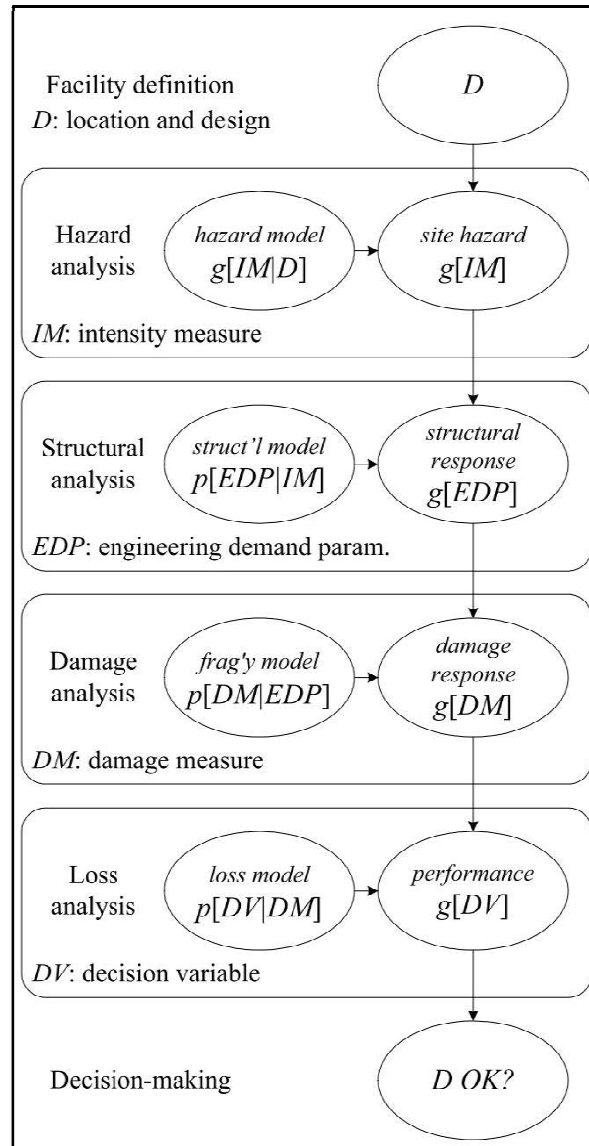 Facility definition
D: location and design
D
Hazard
analysis
hazard model
g[IM|D]
site hazard
g[IM]
IM: intensity measure
Structural
analysis
struct'l model
p[EDP|IM]
structural
response
g[EDP]
EDP: engineering demand param.
Damage
analysis
frag'y model
p[DM|EDP]
damage
response
g[DM]
DM: damage measure
Loss
analysis
loss model
p[DV|DM]
performance
g[DV]
DV: decision variable
Decision-making
D OK?